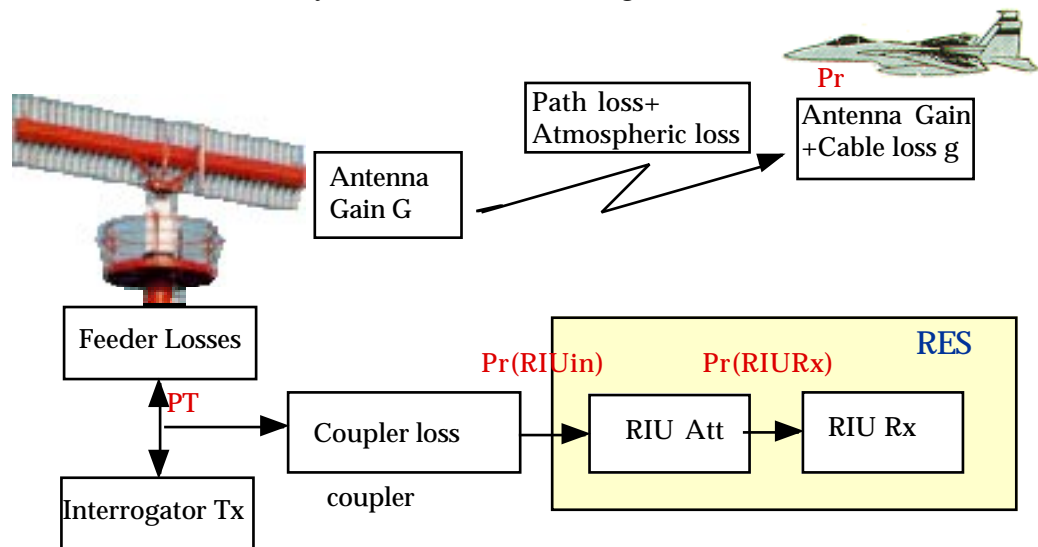 Pr
Path loss+
Atmospheric loss
Antenna Gain
+Cable loss g
Antenna
Gain G
Feeder Losses
RES
Pr(RIUin)
Pr(RIURx)
PT
Coupler loss
RIU Att
RIU Rx
coupler
Interrogator Tx